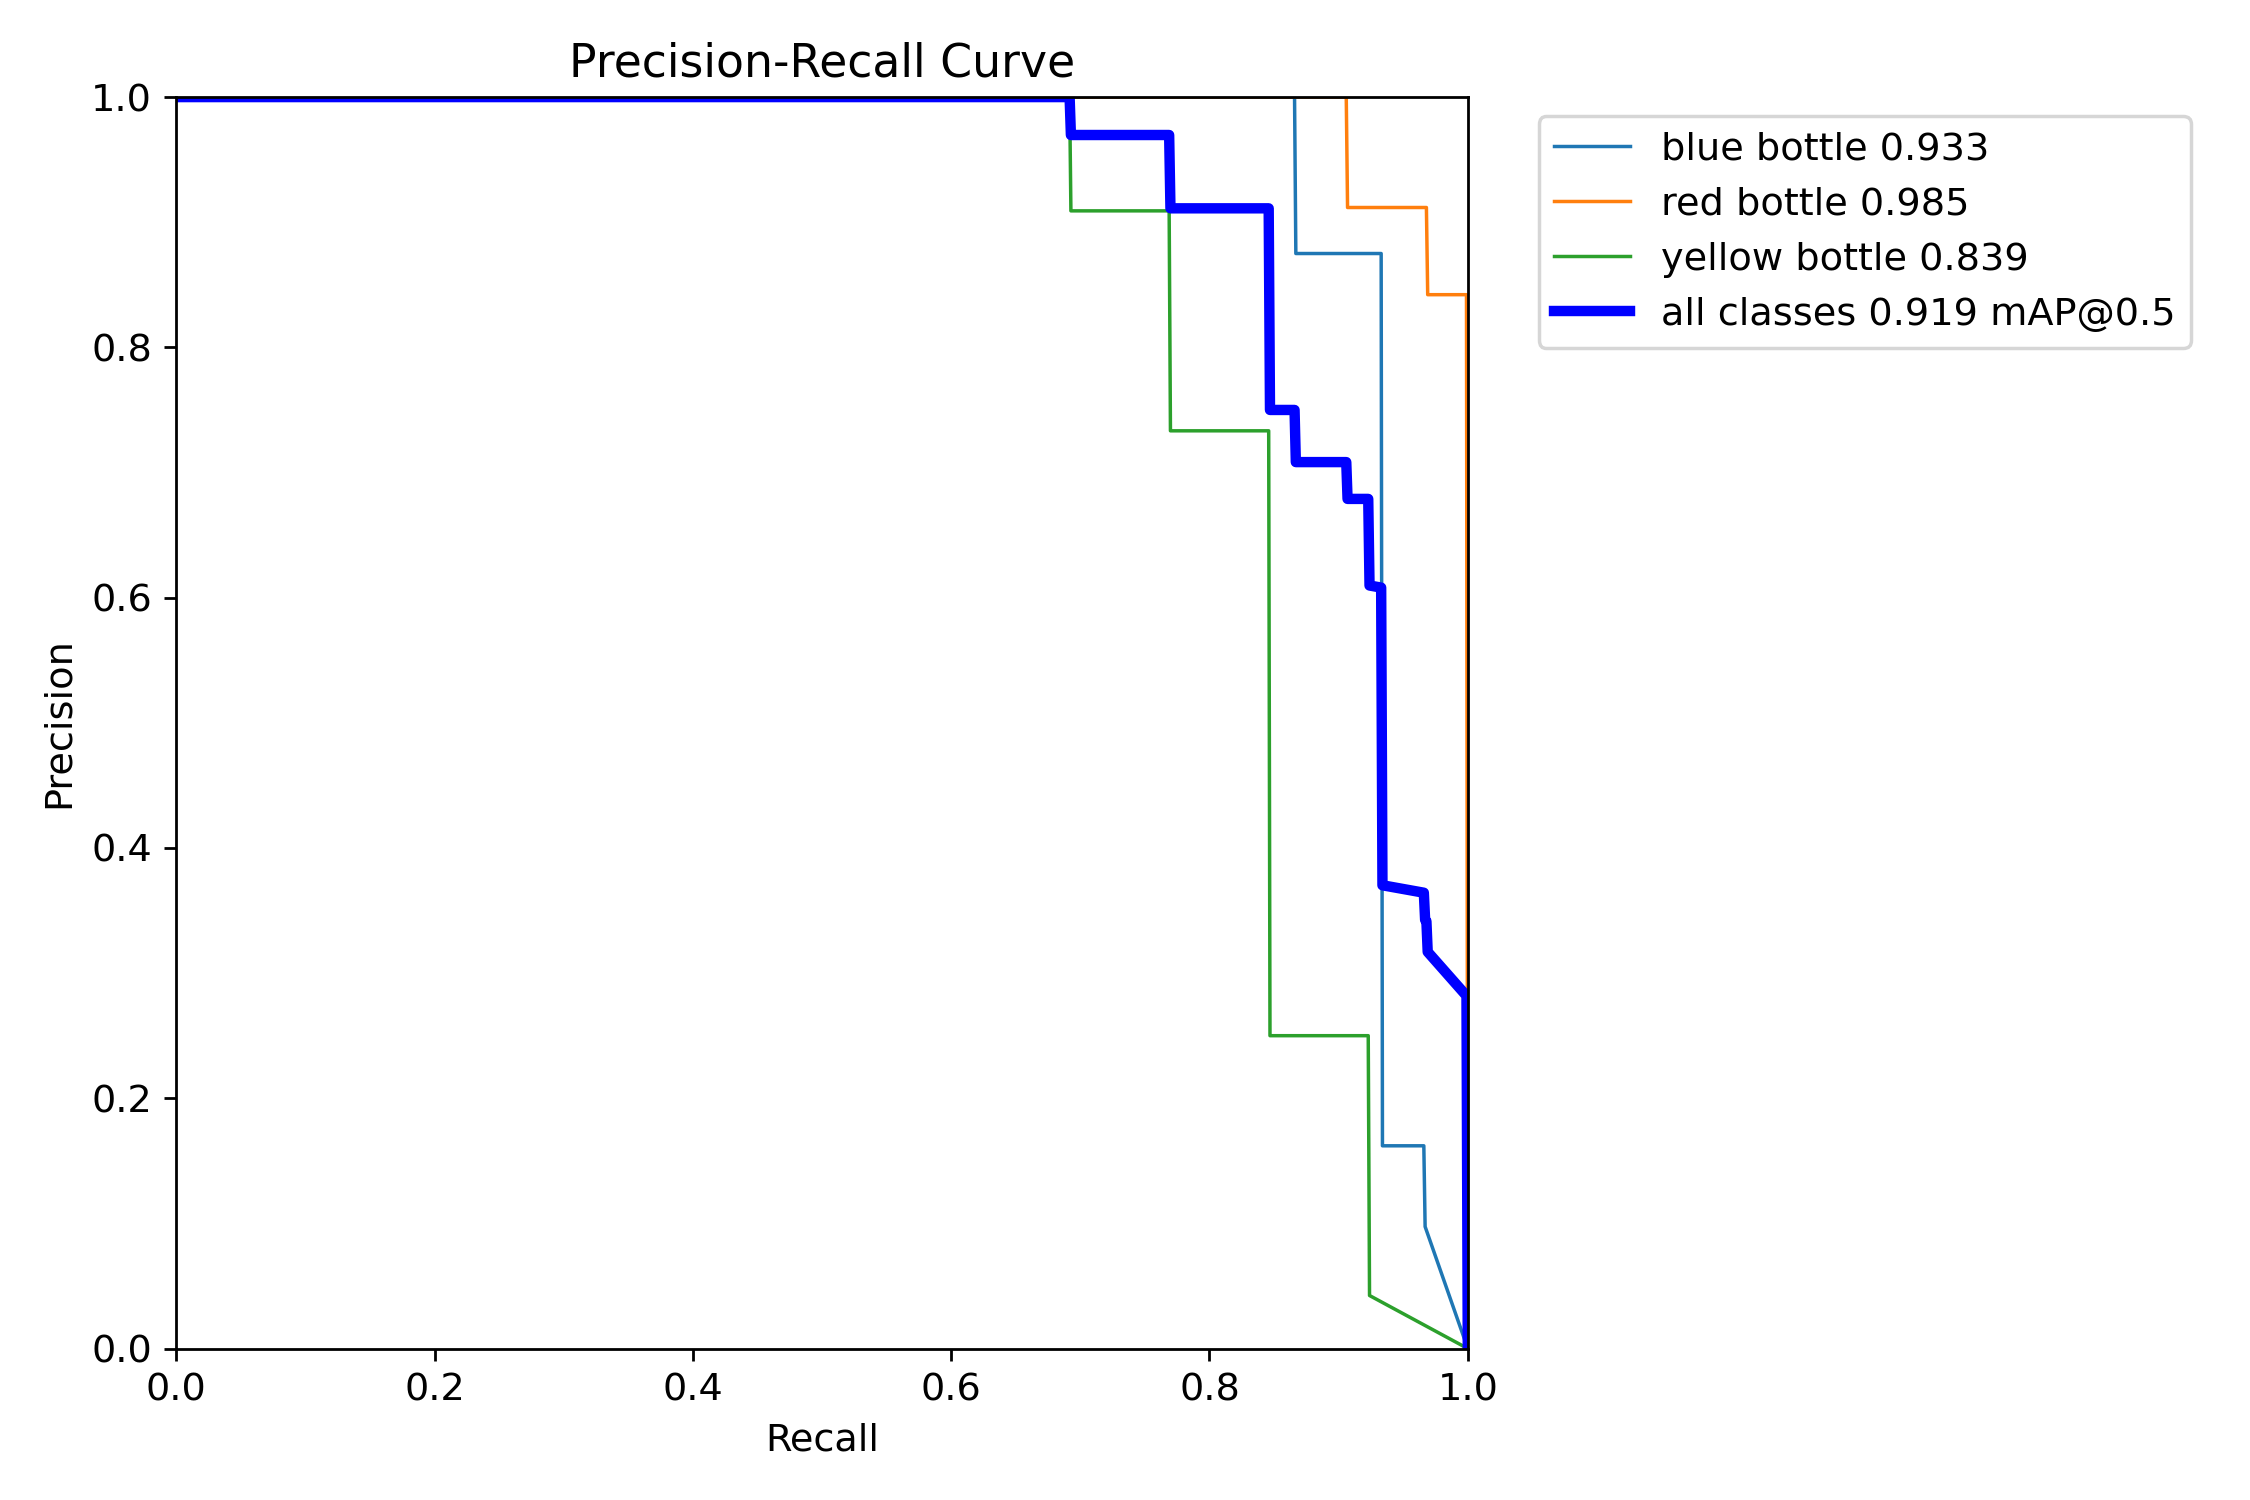 Precision-Recall Curve
1.0
0.8
0.6
0.4
0.2
0.0
Precision
0.0 0.2 0.4 0.6 0.8 1.0
Recall
blue bottle 0.933
red bottle 0.985
yellow bottle 0.839
all classes 0.919 mAP@0.5